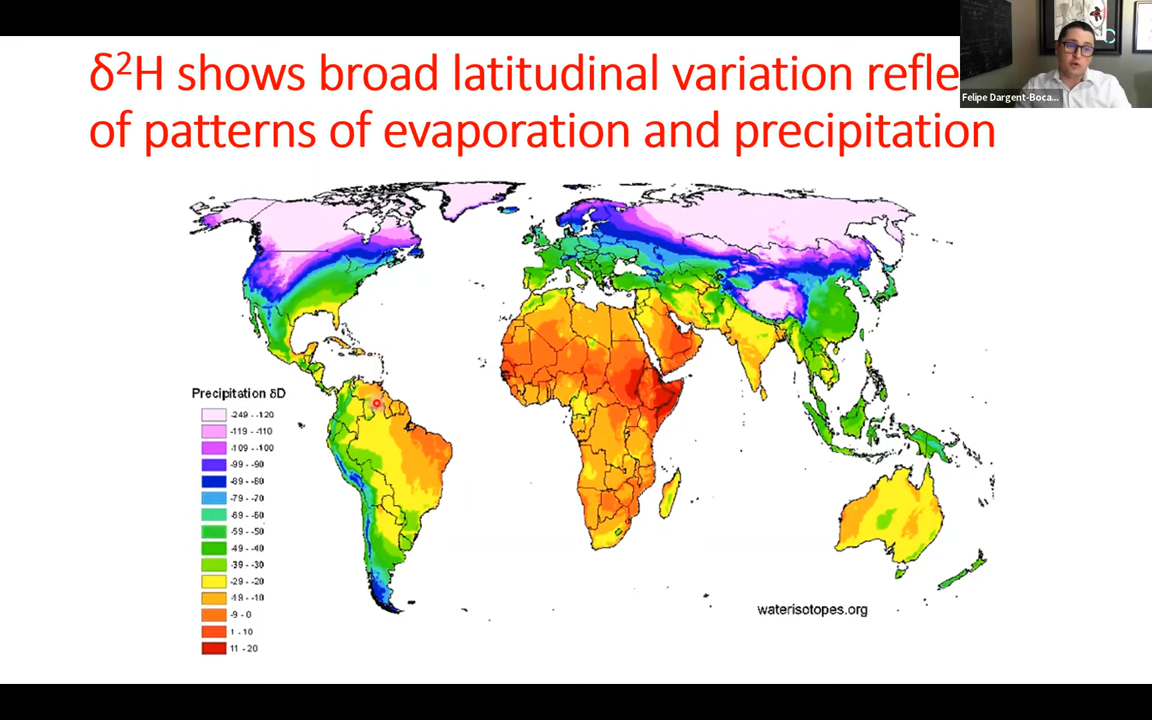 δ²H shows broad latitudinal variation refle
of patterns of evaporation and precipitation
Felipe Dargent-Boca...
Precipitation δD
-249 - -120
-119 - -110
-109 - -100
-99 - -90
-89 - -80
-79 - -70
-69 - -60
-59 - -50
-49 - -40
-39 - -30
-29 - -20
-19 - -10
-9 - 0
1 - 10
11 - 20
waterisotopes.org